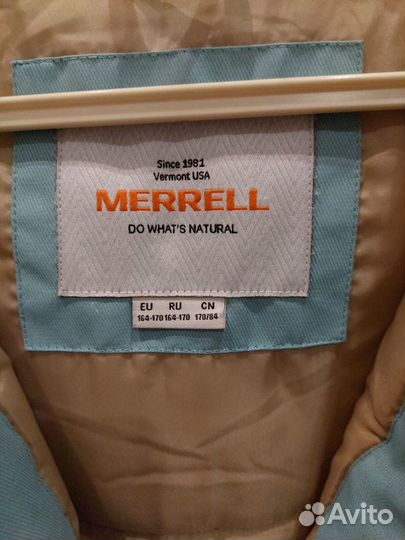 Since 1981
Vermont USA
MERRELL
DO WHAT'S NATURAL
EU RU CN
164-170 164-170 170/84
Avito